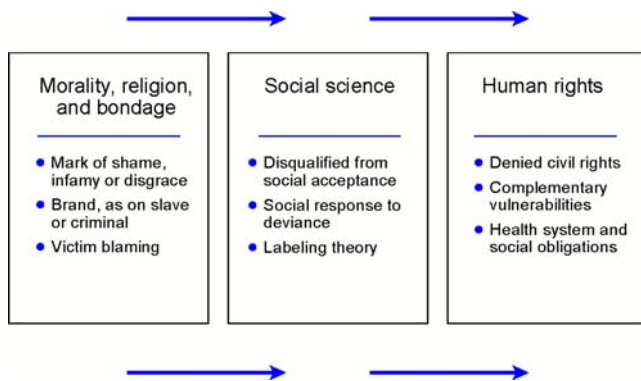 Morality, religion,
and bondage
Mark of shame,
infamy or disgrace
Brand, as on slave
or criminal
Victim blaming
Social science
Disqualified from
social acceptance
Social response to
deviance
Labeling theory
Human rights
Denied civil rights
Complementary
vulnerabilities
Health system and
social obligations